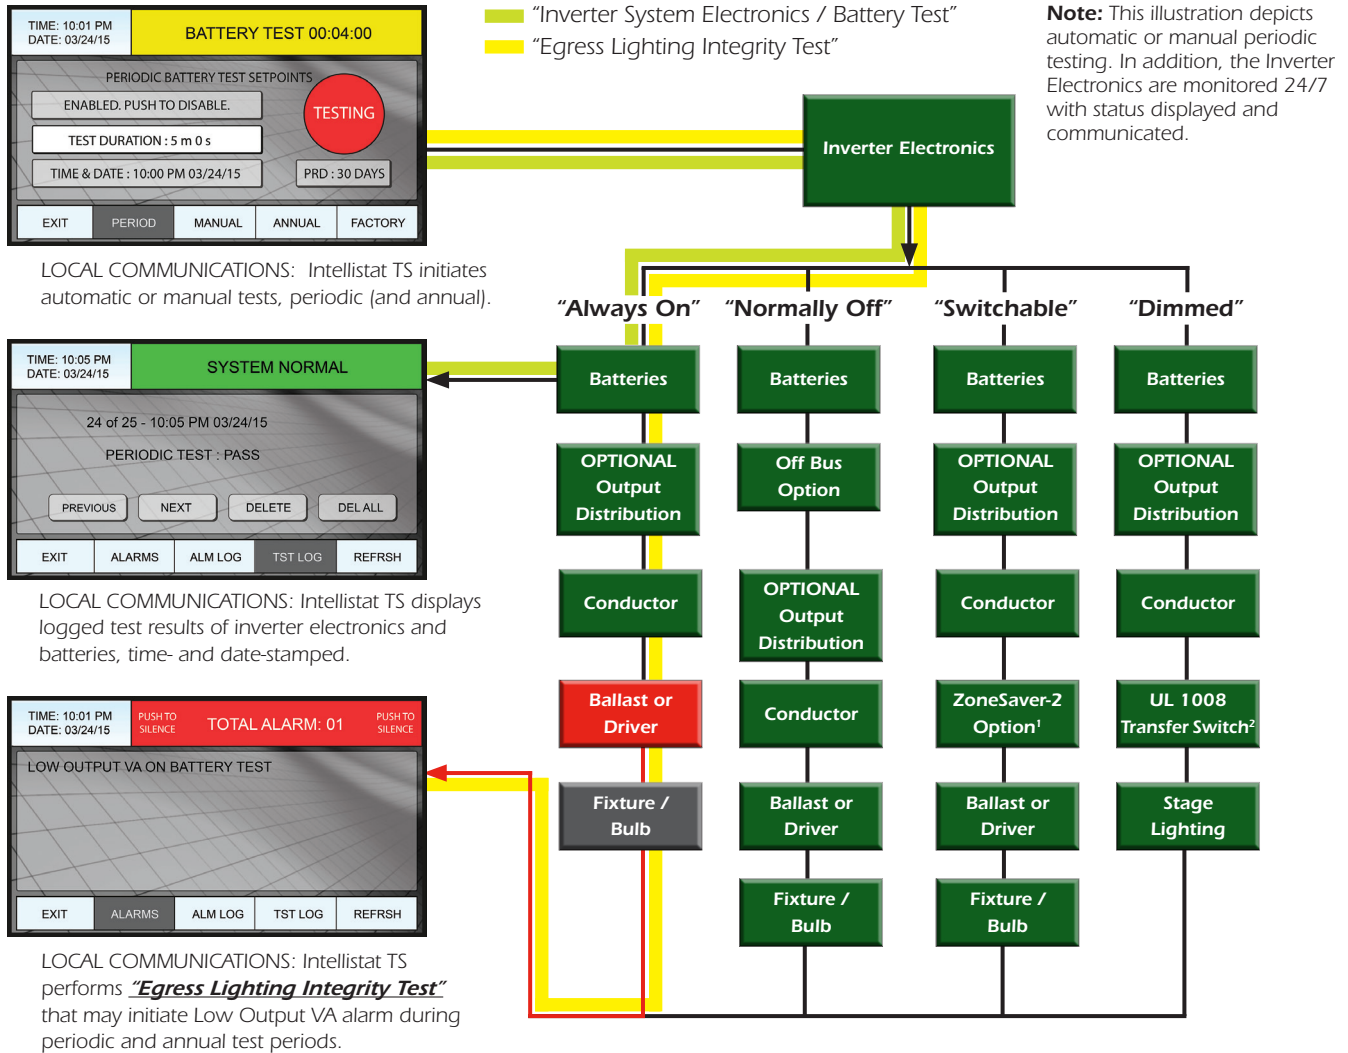 TIME: 10:01 PM
DATE: 03/24/15
BATTERY TEST 00:04:00
PERIODIC BATTERY TEST SETPOINTS
ENABLED. PUSH TO DISABLE.
TESTING
TEST DURATION : 5 m 0 s
TIME & DATE : 10:00 PM 03/24/15
PRD : 30 DAYS
EXIT
PERIOD
MANUAL
ANNUAL
FACTORY
LOCAL COMMUNICATIONS: Intellistat TS initiates
automatic or manual tests, periodic (and annual).
"Inverter System Electronics / Battery Test"
"Egress Lighting Integrity Test"
Note: This illustration depicts
automatic or manual periodic
testing. In addition, the Inverter
Electronics are monitored 24/7
with status displayed and
communicated.
Inverter Electronics
TIME: 10:05 PM
DATE: 03/24/15
SYSTEM NORMAL
24 of 25 - 10:05 PM 03/24/15
PERIODIC TEST : PASS
PREVIOUS
NEXT
DELETE
DEL ALL
EXIT
ALARMS
ALM LOG
TST LOG
REFRSH
LOCAL COMMUNICATIONS: Intellistat TS displays
logged test results of inverter electronics and
batteries, time- and date-stamped.
TIME: 10:01 PM
DATE: 03/24/15
PUSH TO
SILENCE
TOTAL ALARM: 01
PUSH TO
SILENCE
LOW OUTPUT VA ON BATTERY TEST
EXIT
ALARMS
ALM LOG
TST LOG
REFRSH
LOCAL COMMUNICATIONS: Intellistat TS
performs "Egress Lighting Integrity Test"
that may initiate Low Output VA alarm during
periodic and annual test periods.
"Always On"
Batteries
OPTIONAL
Output
Distribution
Conductor
Ballast or
Driver
Fixture /
Bulb
"Normally Off"
Batteries
Off Bus
Option
OPTIONAL
Output
Distribution
Conductor
Ballast or
Driver
Fixture /
Bulb
"Switchable"
Batteries
OPTIONAL
Output
Distribution
Conductor
ZoneSaver-2
Option¹
Ballast or
Driver
Fixture /
Bulb
"Dimmed"
Batteries
OPTIONAL
Output
Distribution
Conductor
UL 1008
Transfer Switch²
Stage
Lighting